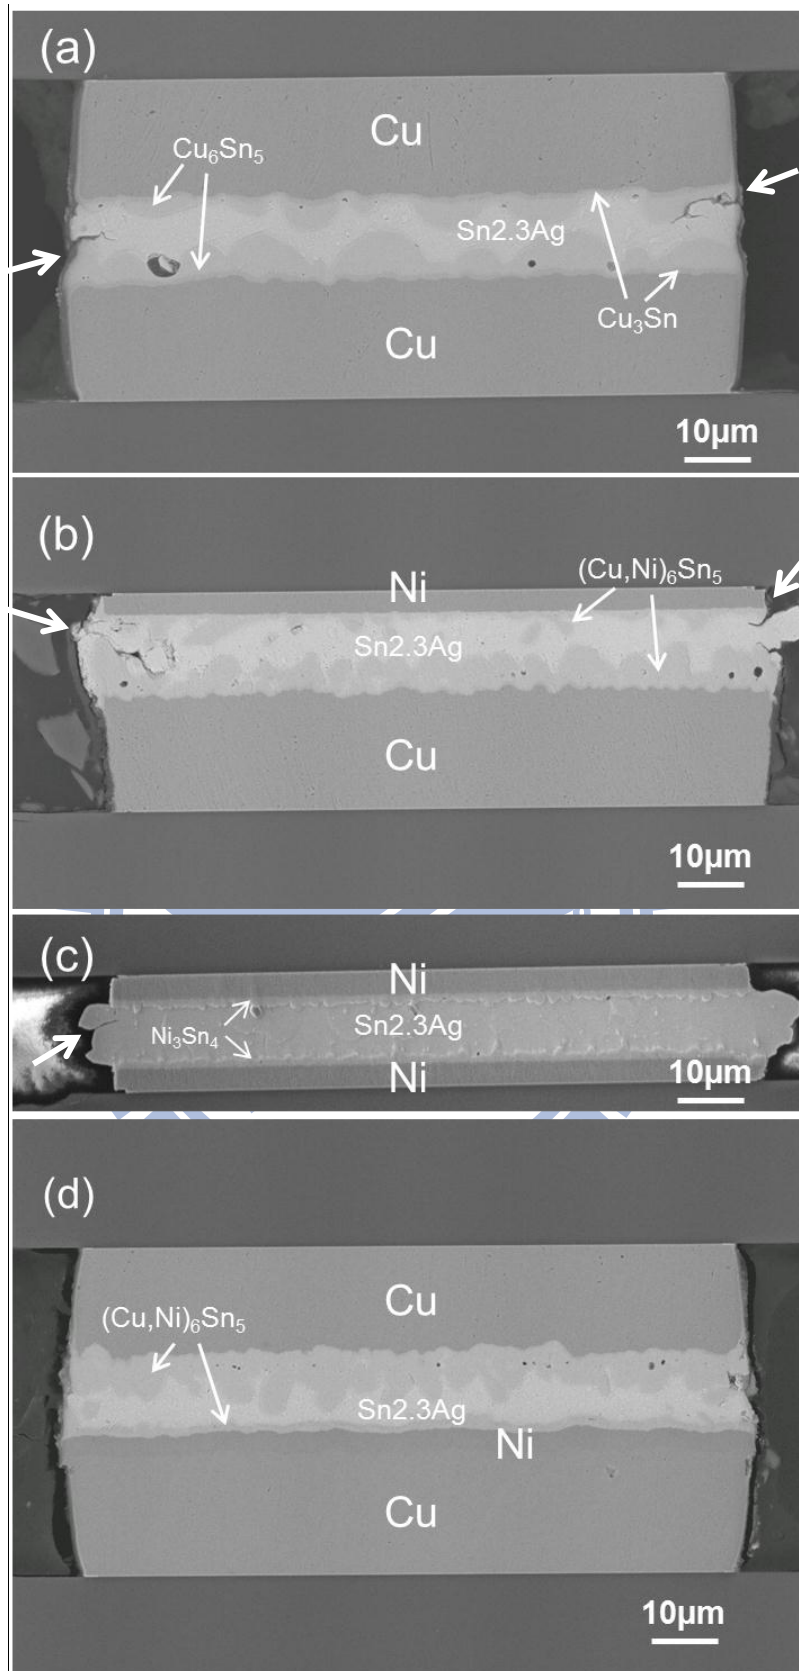 (a)
Cu
Cu₆Sn₅
Sn2.3Ag
Cu₃Sn
Cu
10μm
(b)
Ni
(Cu,Ni)₆Sn₅
Sn2.3Ag
Cu
10μm
(c)
Ni
Ni₃Sn₄
Sn2.3Ag
Ni
10μm
(d)
Cu
(Cu,Ni)₆Sn₅
Sn2.3Ag
Ni
Cu
10μm